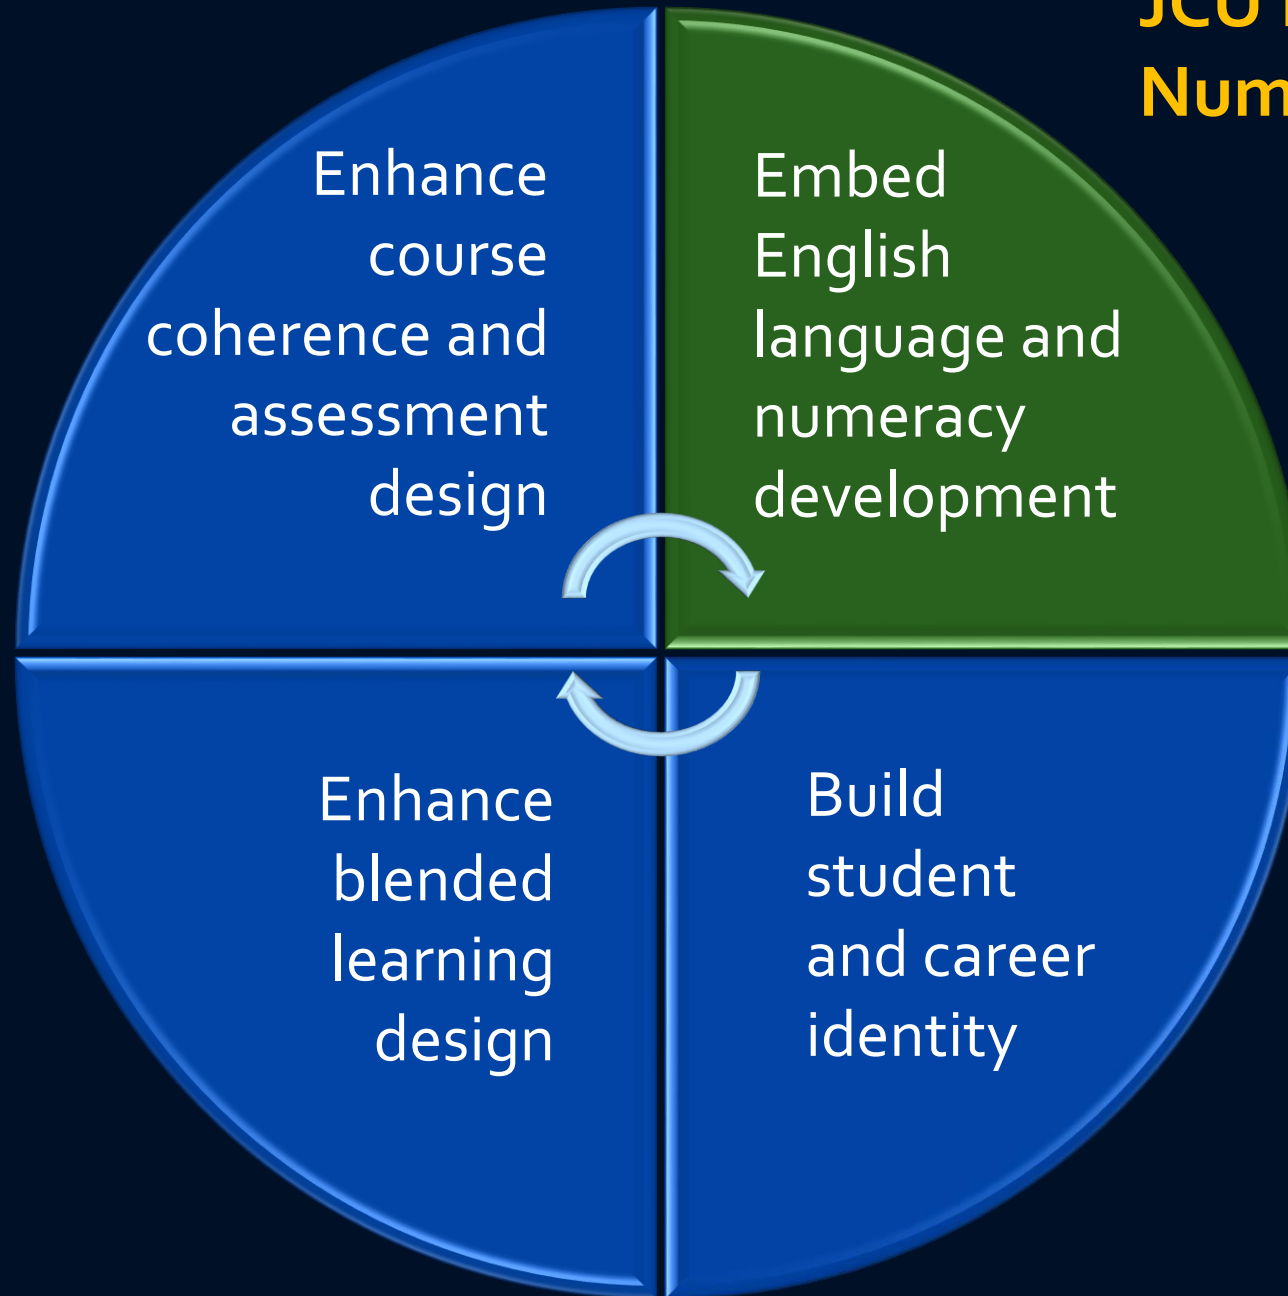 JCU
Num
Enhance
course
coherence and
assessment
design
Embed
English
language and
numeracy
development
Enhance
blended
learning
design
Build
student
and career
identity